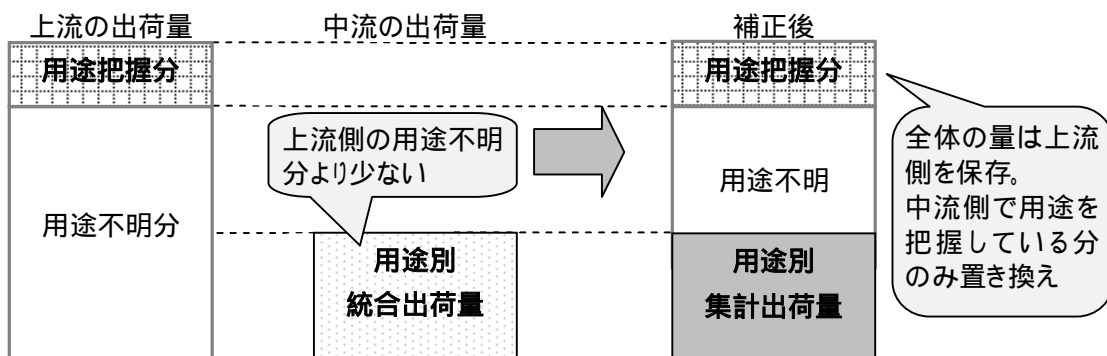 上流の出荷量
中流の出荷量
補正後
用途把握分
用途把握分
上流側の用途不明
分より少ない
全体の量は上流
側を保存。
中流側で用途を
把握している分
のみ置き換え
用途不明
用途不明分
用途別
統合出荷量
用途別
集計出荷量